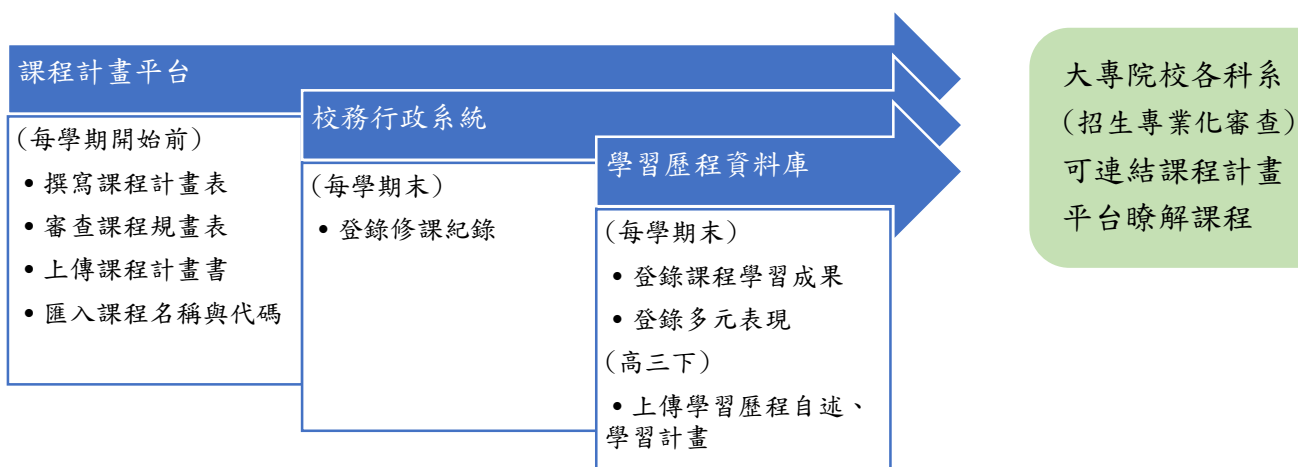 課程計畫平台
(每學期開始前)
•撰寫課程計畫表
•審查課程規畫表
•上傳課程計畫書
•匯入課程名稱與代碼
校務行政系統
(每學期末)
•登錄修課紀錄
學習歷程資料庫
(每學期末)
•登錄課程學習成果
•登錄多元表現
(高三下)
•上傳學習歷程自述、
學習計畫
大專院校各科系
(招生專業化審查)
可連結課程計畫
平台瞭解課程